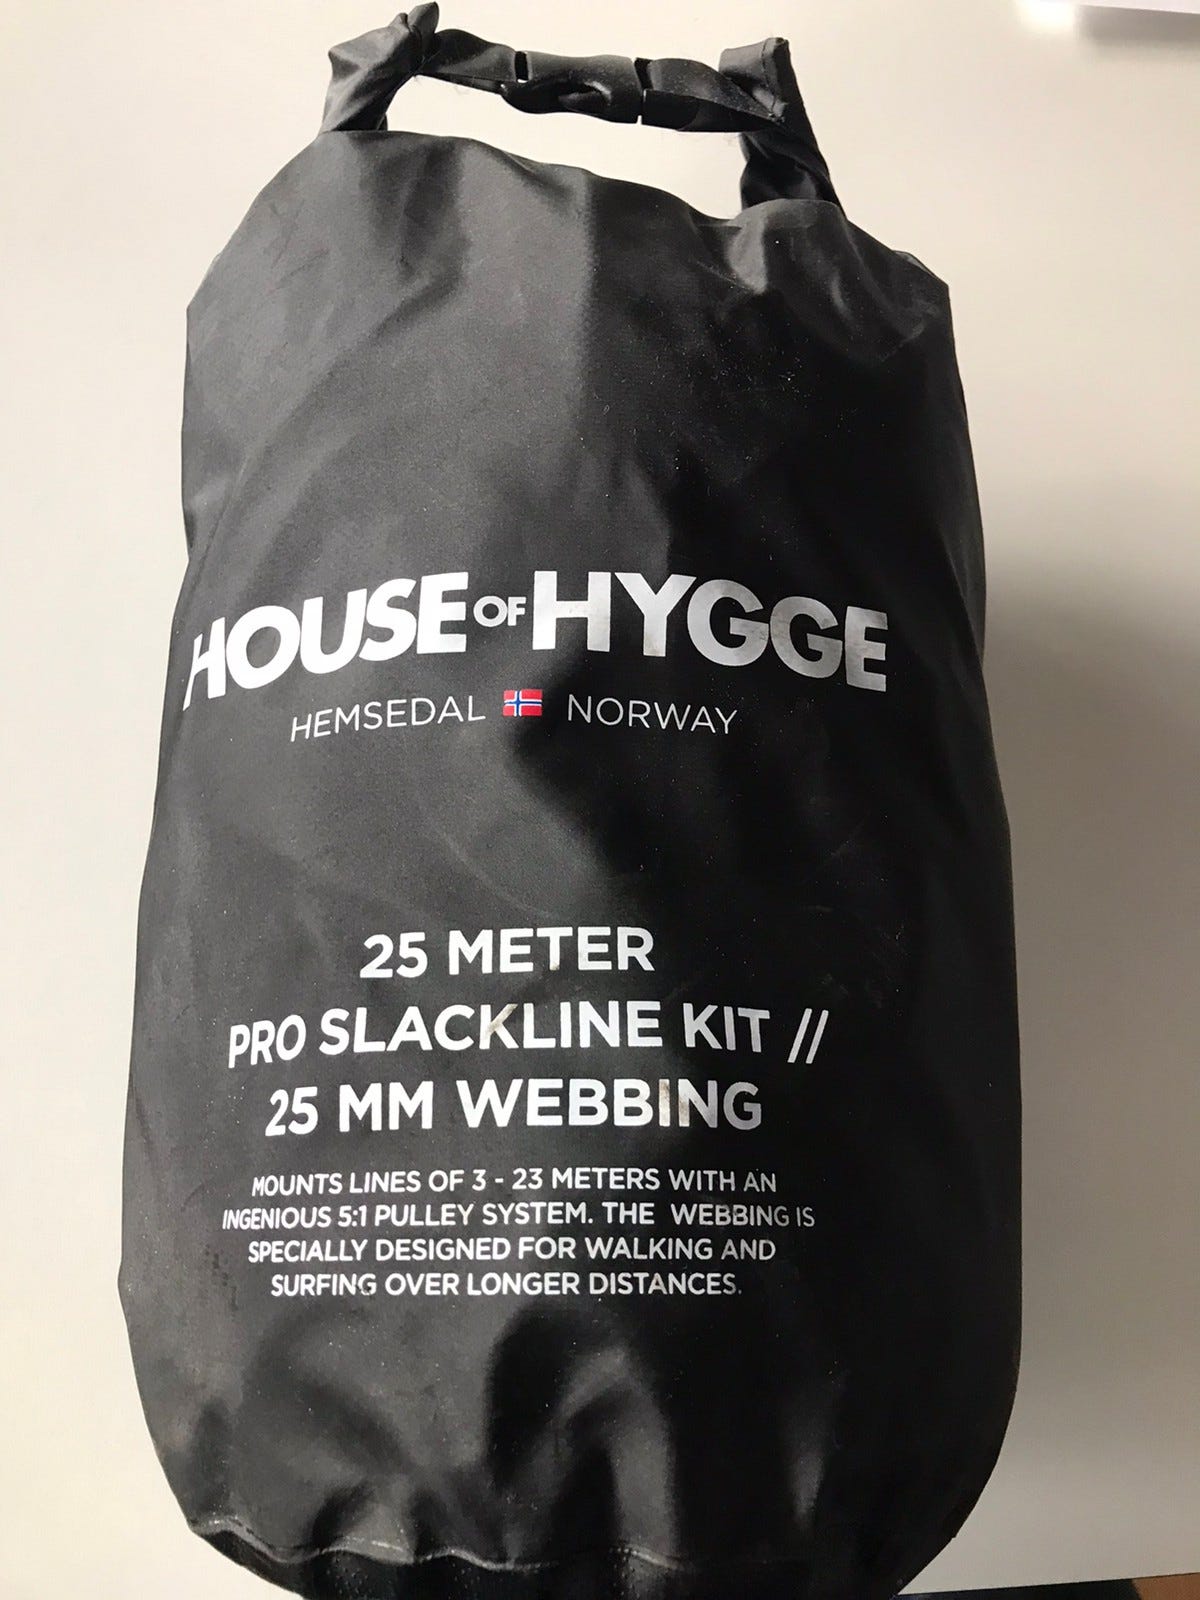 HOUSE OF HYGGE
HEMSEDAL NORWAY
25 METER
PRO SLACKLINE KIT //
25 MM WEBBING
MOUNTS LINES OF 3 - 23 METERS WITH AN
INGENIOUS 5:1 PULLEY SYSTEM. THE WEBBING IS
SPECIALLY DESIGNED FOR WALKING AND
SURFING OVER LONGER DISTANCES.